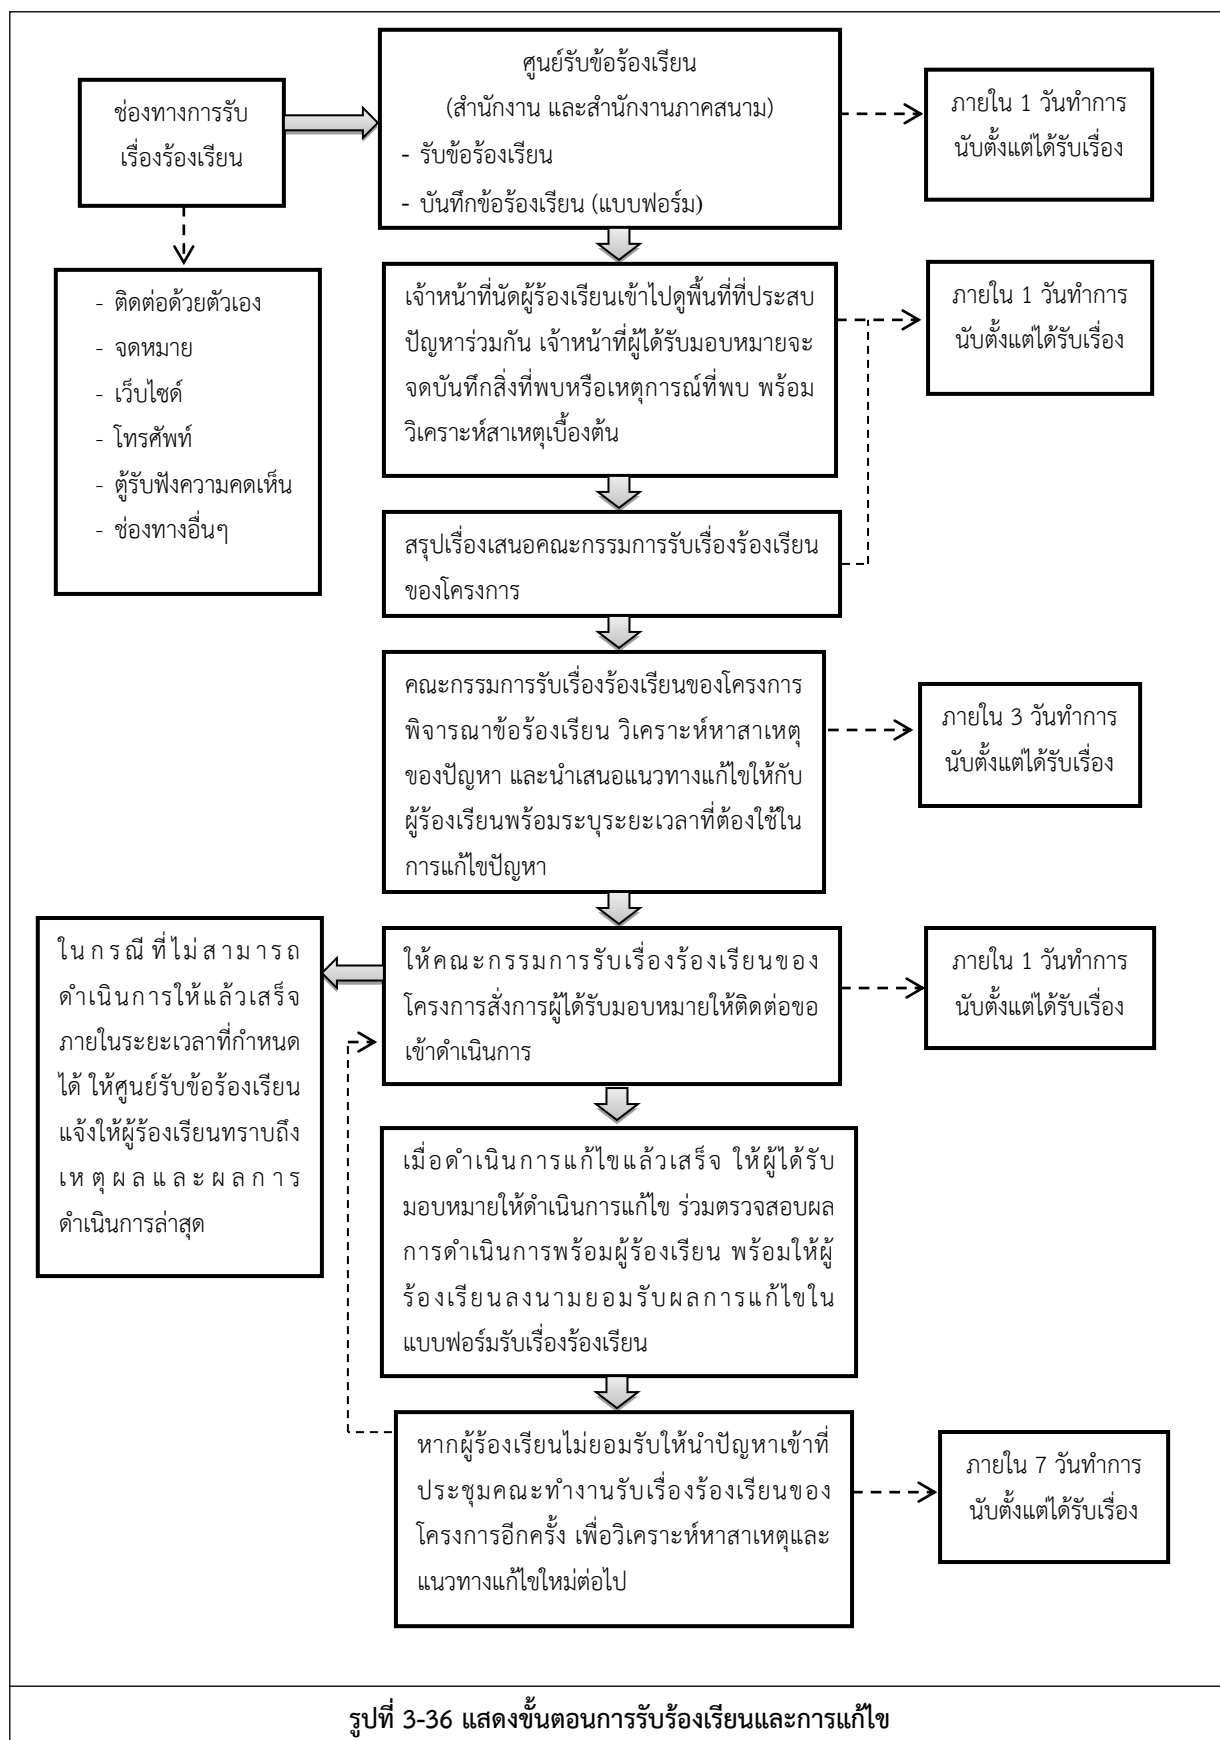 ช่องทางการรับ
เรื่องร้องเรียน
ศูนย์รับข้อร้องเรียน
(สำนักงาน และสำนักงานภาคสนาม)
- รับข้อร้องเรียน
- บันทึกข้อร้องเรียน (แบบฟอร์ม)
ภายใน 1 วันทำการ
นับตั้งแต่ได้รับเรื่อง
- ติดต่อด้วยตัวเอง
- จดหมาย
- เว็บไซด์
- โทรศัพท์
- ตู้รับฟังความคดเห็น
- ช่องทางอื่นๆ
เจ้าหน้าที่นัดผู้ร้องเรียนเข้าไปดูพื้นที่ที่ประสบ
ปัญหาร่วมกัน เจ้าหน้าที่ผู้ได้รับมอบหมายจะ
จดบันทึกสิ่งที่พบหรือเหตุการณ์ที่พบ พร้อม
วิเคราะห์สาเหตุเบื้องต้น
ภายใน 1 วันทำการ
นับตั้งแต่ได้รับเรื่อง
สรุปเรื่องเสนอคณะกรรมการรับเรื่องร้องเรียน
ของโครงการ
คณะกรรมการรับเรื่องร้องเรียนของโครงการ
พิจารณาข้อร้องเรียน วิเคราะห์หาสาเหตุ
ของปัญหา และนำเสนอแนวทางแก้ไขให้กับ
ผู้ร้องเรียนพร้อมระบุระยะเวลาที่ต้องใช้ใน
การแก้ไขปัญหา
ภายใน 3 วันทำการ
นับตั้งแต่ได้รับเรื่อง
ในกรณีที่ไม่สามารถ
ดำเนินการให้แล้วเสร็จ
ภายในระยะเวลาที่กำหนด
ได้ ให้ศูนย์รับข้อร้องเรียน
แจ้งให้ผู้ร้องเรียนทราบถึง
เหตุผลและผลการ
ดำเนินการล่าสุด
ให้คณะกรรมการรับเรื่องร้องเรียนของ
โครงการสั่งการผู้ได้รับมอบหมายให้ติดต่อขอ
เข้าดำเนินการ
ภายใน 1 วันทำการ
นับตั้งแต่ได้รับเรื่อง
เมื่อดำเนินการแก้ไขแล้วเสร็จ ให้ผู้ได้รับ
มอบหมายให้ดำเนินการแก้ไข ร่วมตรวจสอบผล
การดำเนินการพร้อมผู้ร้องเรียน พร้อมให้ผู้
ร้องเรียนลงนามยอมรับผลการแก้ไขใน
แบบฟอร์มรับเรื่องร้องเรียน
หากผู้ร้องเรียนไม่ยอมรับให้นำปัญหาเข้าที่
ประชุมคณะทำงานรับเรื่องร้องเรียนของ
โครงการอีกครั้ง เพื่อวิเคราะห์หาสาเหตุและ
แนวทางแก้ไขใหม่ต่อไป
ภายใน 7 วันทำการ
นับตั้งแต่ได้รับเรื่อง
รูปที่ 3-36 แสดงขั้นตอนการรับร้องเรียนและการแก้ไข